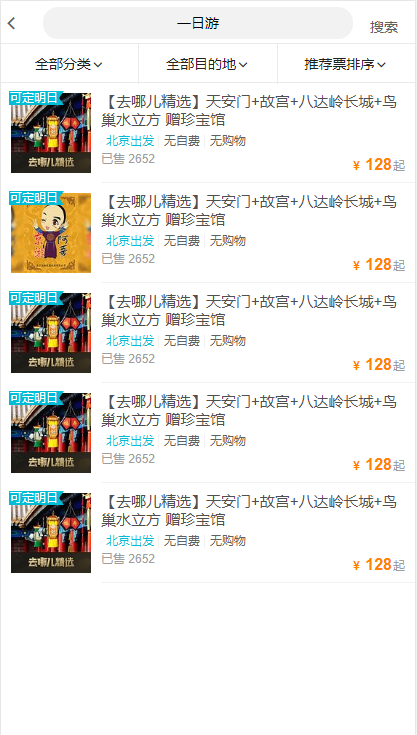 一日游
搜索
全部分类
全部目的地
推荐票排序
可定明日
去哪儿精选
【去哪儿精选】天安门+故宫+八达岭长城+鸟
巢水立方 赠珍宝馆
北京出发 无自费 无购物
已售 2652
¥ 128起
可定明日
【去哪儿精选】天安门+故宫+八达岭长城+鸟
巢水立方 赠珍宝馆
北京出发 无自费 无购物
已售 2652
¥ 128起
可定明日
去哪儿精选
【去哪儿精选】天安门+故宫+八达岭长城+鸟
巢水立方 赠珍宝馆
北京出发 无自费 无购物
已售 2652
¥ 128起
可定明日
去哪儿精选
【去哪儿精选】天安门+故宫+八达岭长城+鸟
巢水立方 赠珍宝馆
北京出发 无自费 无购物
已售 2652
¥ 128起
可定明日
去哪儿精选
【去哪儿精选】天安门+故宫+八达岭长城+鸟
巢水立方 赠珍宝馆
北京出发 无自费 无购物
已售 2652
¥ 128起